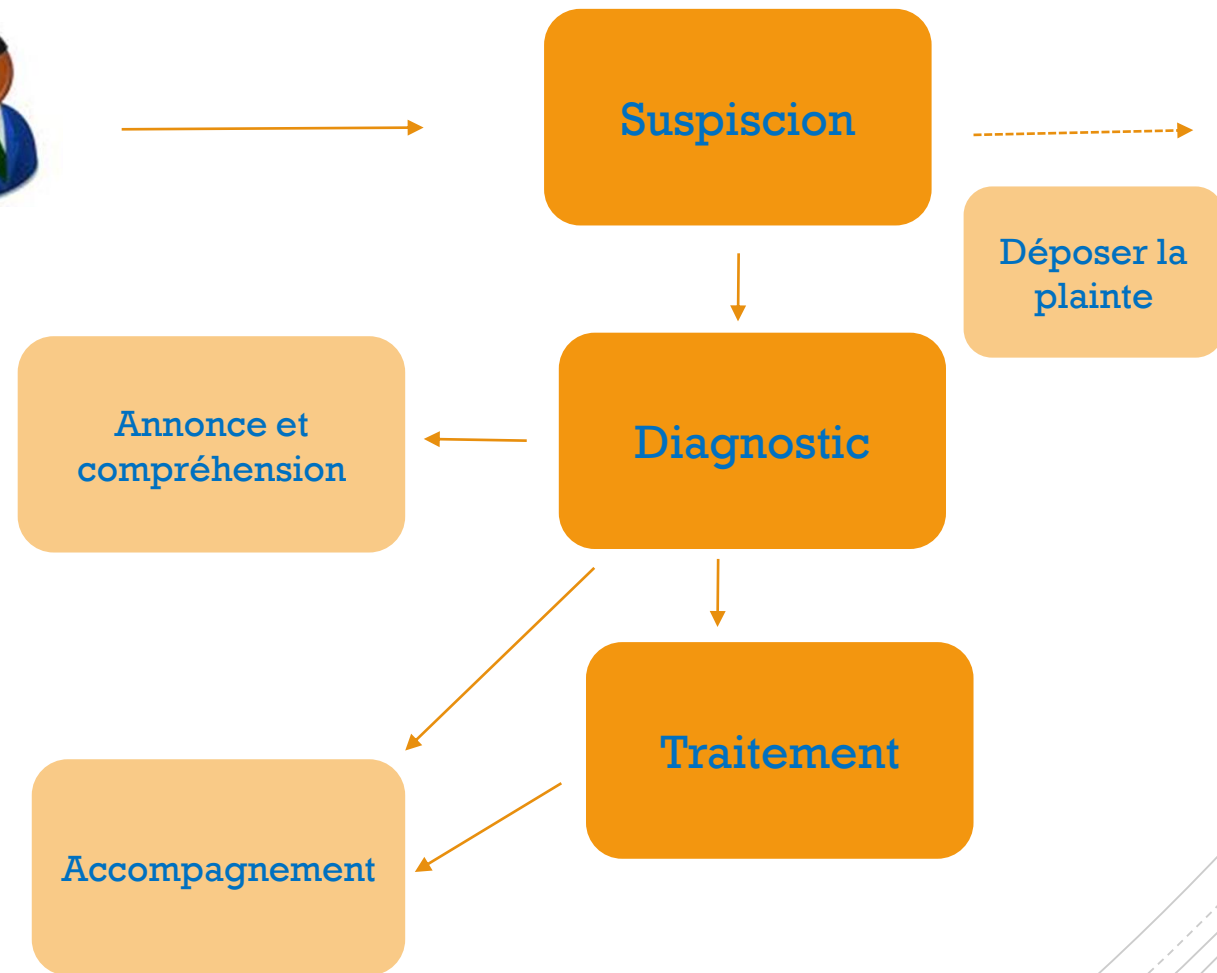 Suspiscion
Déposer la
plainte
Annonce et
compréhension
Diagnostic
Traitement
Accompagnement